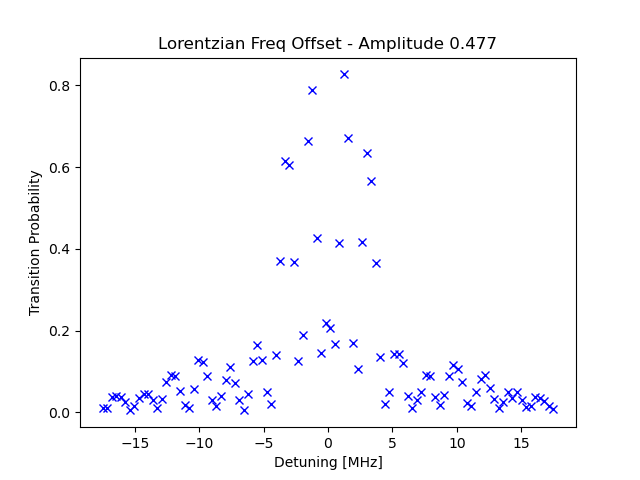 Lorentzian Freq Offset - Amplitude 0.477
Transition Probability
0.8
0.6
0.4
0.2
0.0
−15 −10 −5 0 5 10 15
Detuning [MHz]